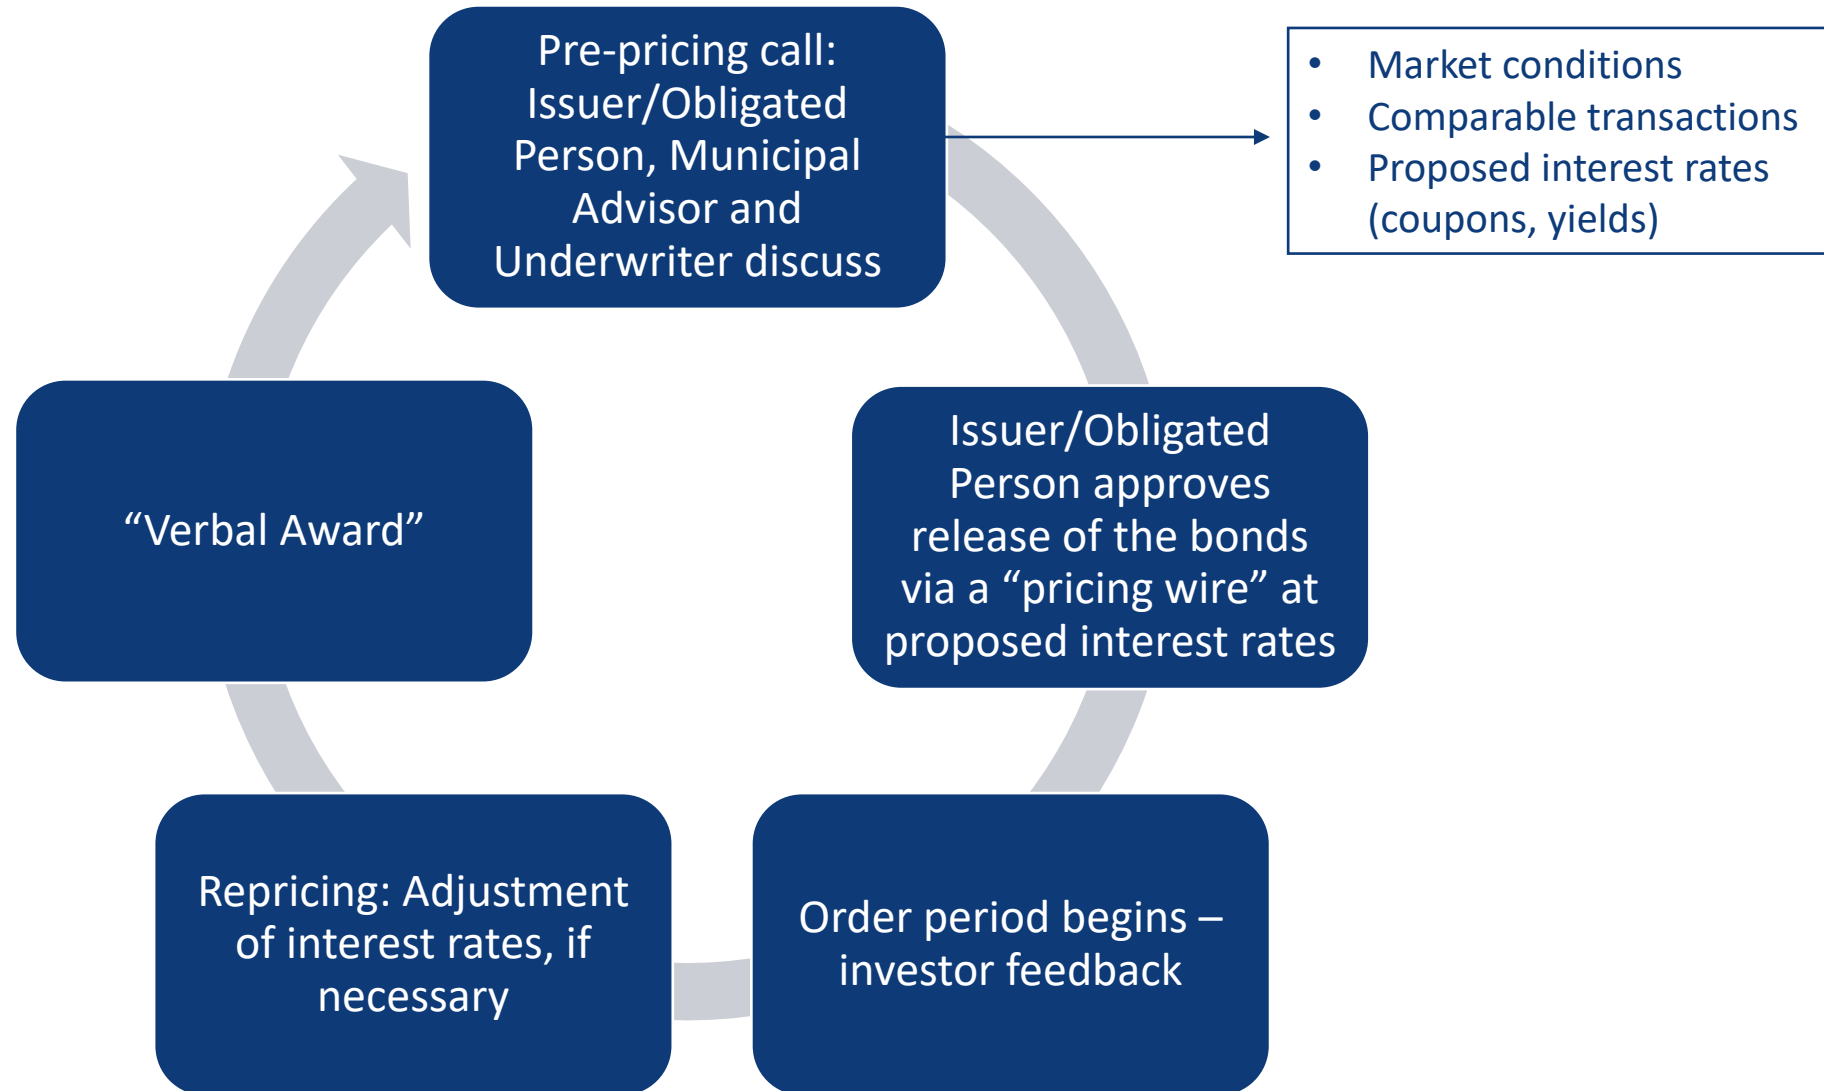 Pre-pricing call:
Issuer/Obligated
Person, Municipal
Advisor and
Underwriter discuss
• Market conditions
• Comparable transactions
• Proposed interest rates
(coupons, yields)
Issuer/Obligated
Person approves
release of the bonds
via a “pricing wire” at
proposed interest rates
Order period begins –
investor feedback
Repricing: Adjustment
of interest rates, if
necessary
“Verbal Award”